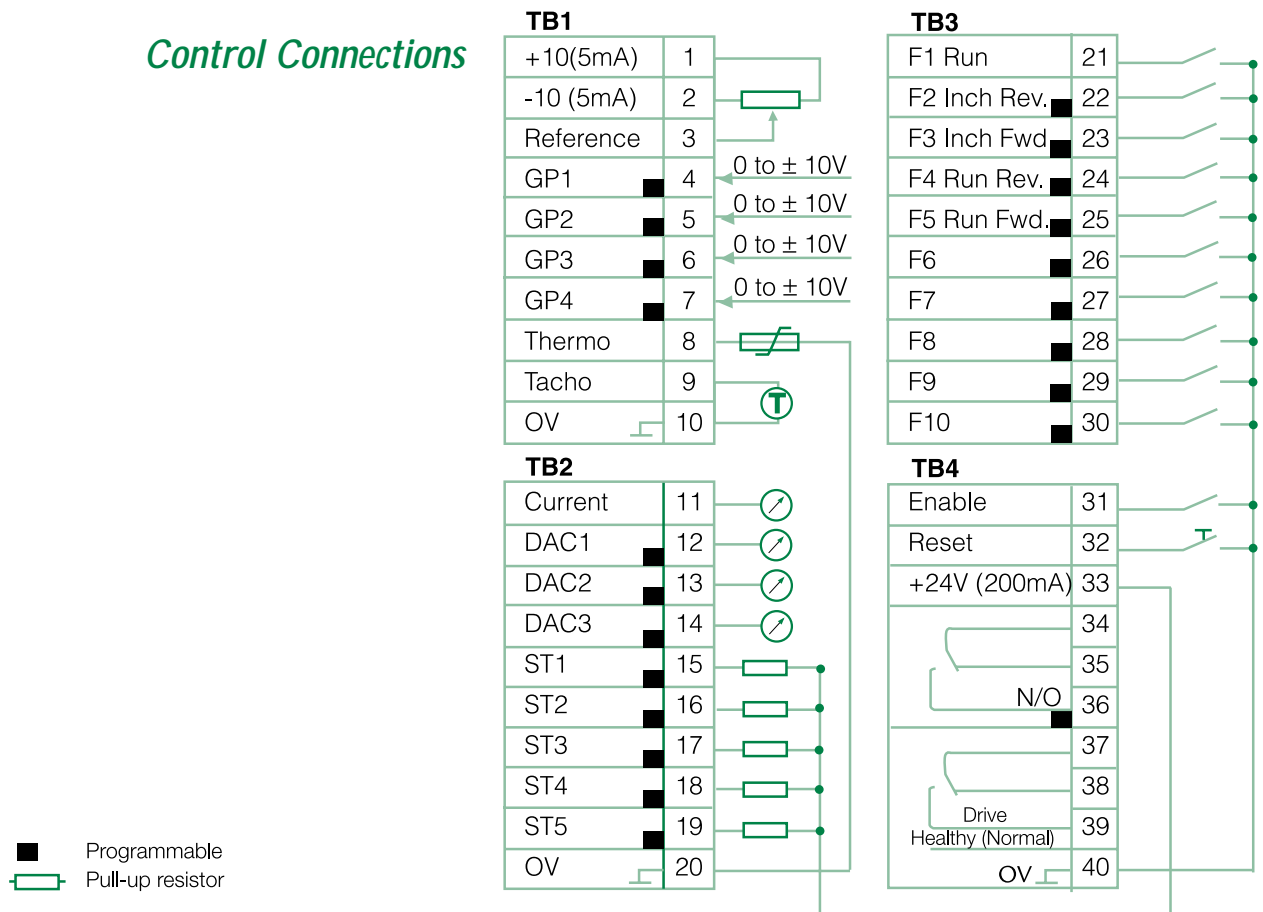 Control Connections
TB1
+10(5mA) 1
-10 (5mA) 2
Reference 3
GP1 4 0 to ± 10V
GP2 5 0 to ± 10V
GP3 6 0 to ± 10V
GP4 7 0 to ± 10V
Thermo 8
Tacho 9
T
OV 10
TB2
Current 11
DAC1 12
DAC2 13
DAC3 14
ST1 15
ST2 16
ST3 17
ST4 18
ST5 19
OV 20
TB3
F1 Run 21
F2 Inch Rev. 22
F3 Inch Fwd 23
F4 Run Rev. 24
F5 Run Fwd. 25
F6 26
F7 27
F8 28
F9 29
F10 30
TB4
Enable 31
Reset 32
+24V (200mA) 33
34
35
N/O 36
37
38
Drive
Healthy (Normal) 39
OV 40
Programmable
Pull-up resistor